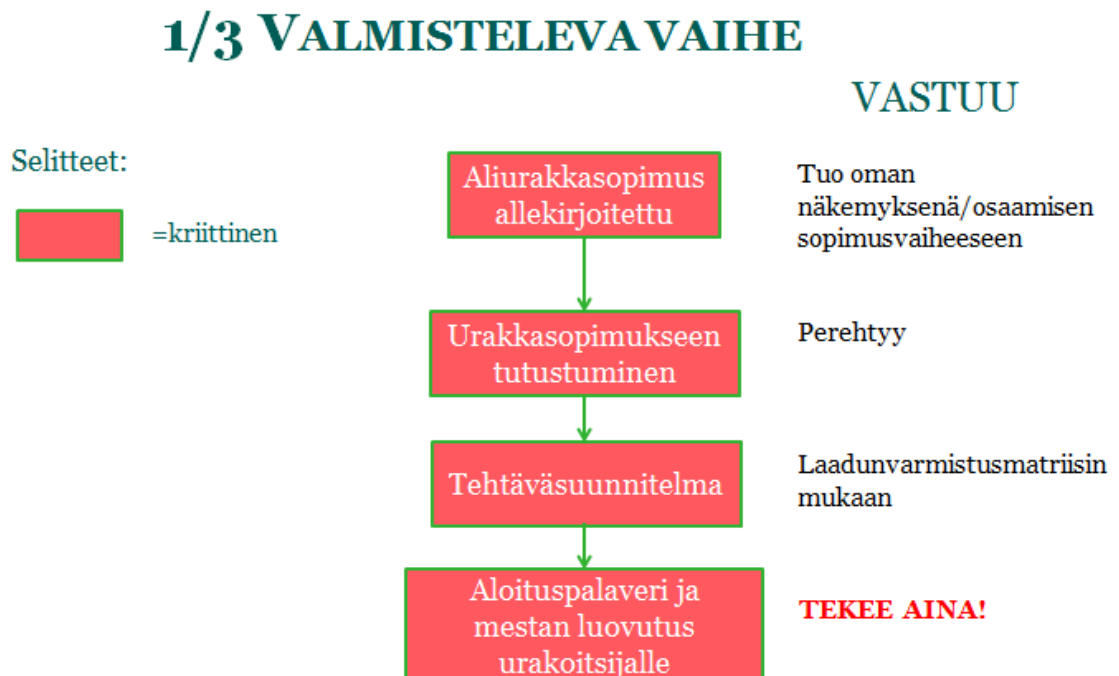 1/3 VALMISTELEVA VAIHE
VASTUU
Selitteet:
=kriittinen
Aliurakkasopimus
allekirjoitettu
Tuo oman
näkemyksenä/osaamisen
sopimusvaiheeseen
Urakkasopimukseen
tutustuminen
Perehtyy
Tehtäväsuunnitelma
Laadunvarmistusmatriisin
mukaan
Aloituspalaveri ja
mestan luovutus
urakoitsijalle
TEKEE AINA!